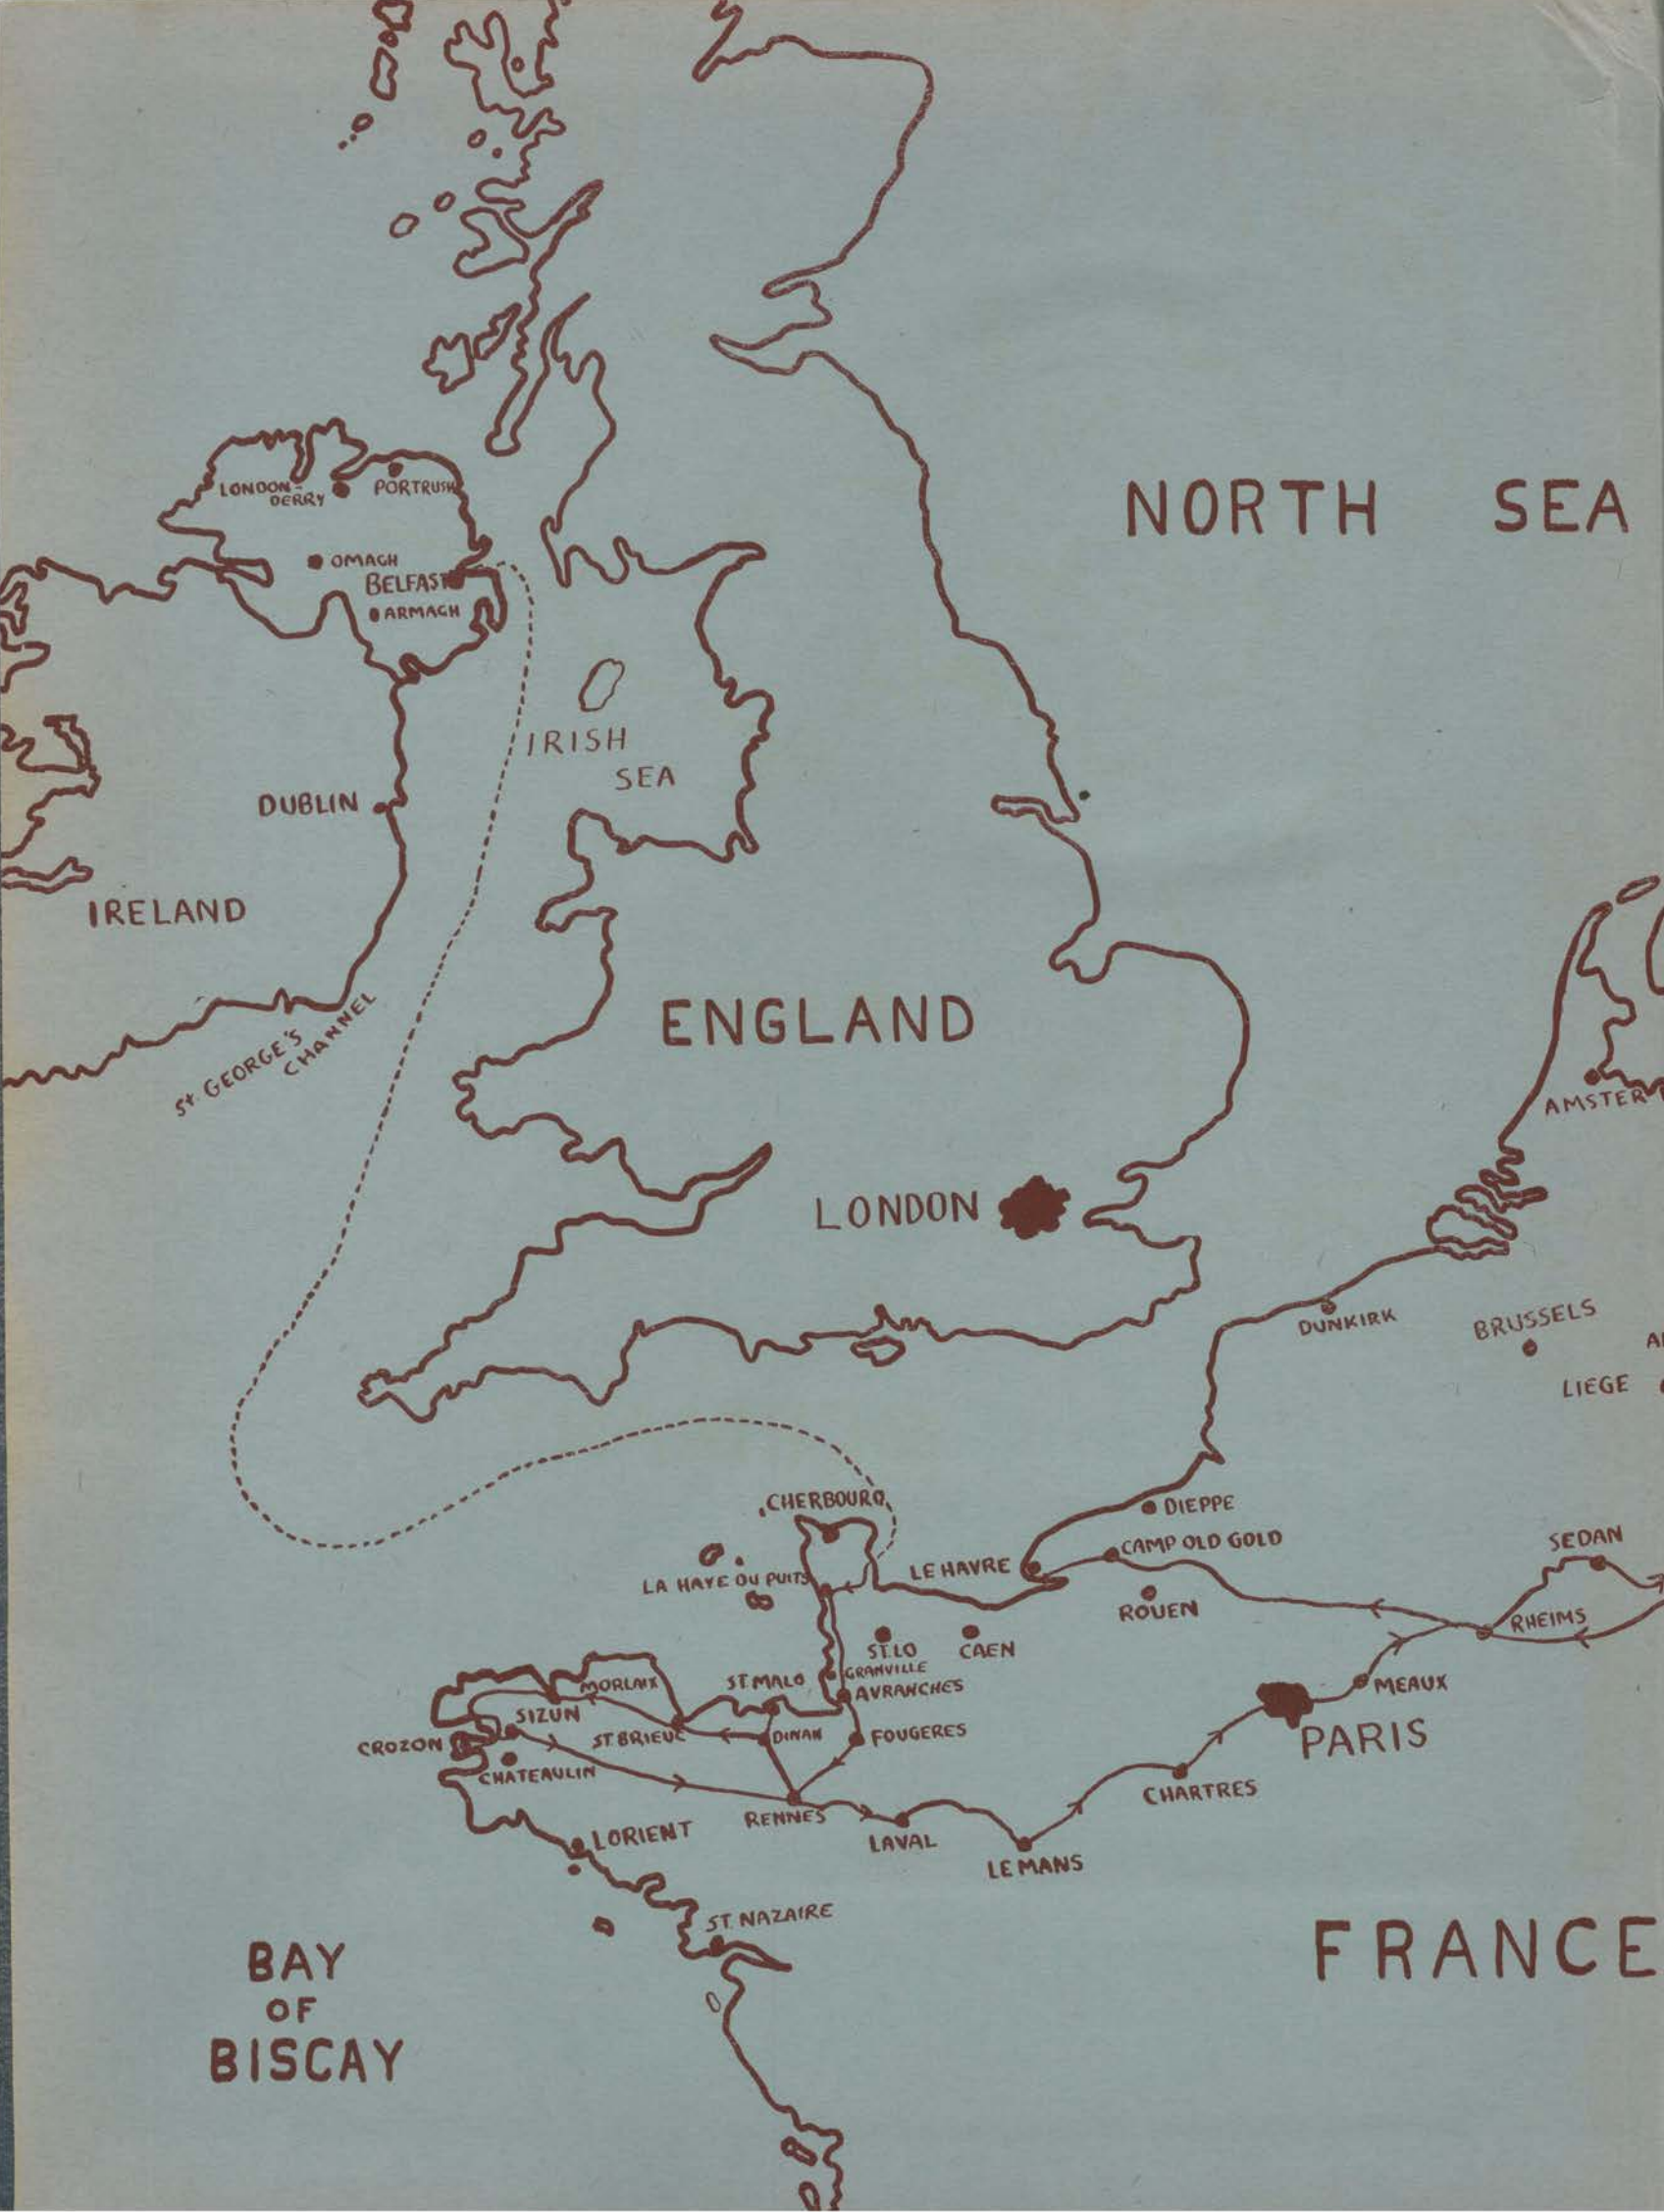 LONDON-
DERRY
PORTRUSH
OMAGH
BELFAST
ARMAGH
NORTH SEA
IRISH
SEA
DUBLIN
IRELAND
ENGLAND
St. GEORGE'S
CHANNEL
AMSTER
LONDON
DUNKIRK
BRUSSELS
LIEGE
CHERBOURG
DIEPPE
CAMP OLD GOLD
SEDAN
LE HAVRE
LA HAYE DU PUITS
ROUEN
RHEIMS
ST. LO
CAEN
GRANVILLE
MORLAIX
ST. MALO
AVRANCHES
MEAUX
SIZUN
ST. BRIEUC
DINAN
FOUGERES
CROZON
PARIS
CHATEAULIN
CHARTRES
RENNES
LORIENT
LAVAL
LE MANS
ST. NAZAIRE
FRANCE
BAY
OF
BISCAY